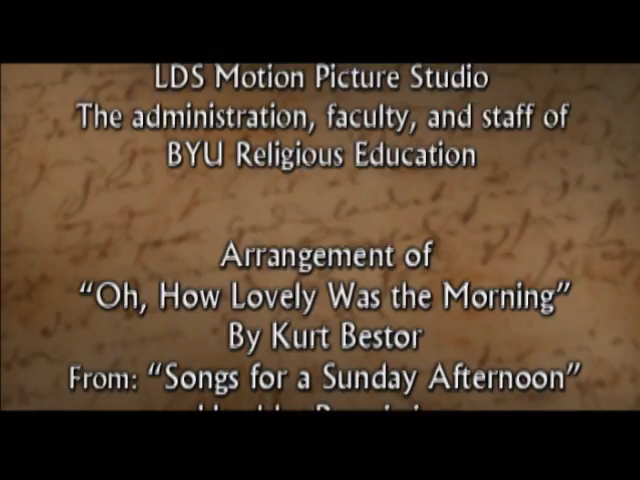 LDS Motion Picture Studio
The administration, faculty, and staff of
BYU Religious Education
Arrangement of
“Oh, How Lovely Was the Morning”
By Kurt Bestor
From: “Songs for a Sunday Afternoon”